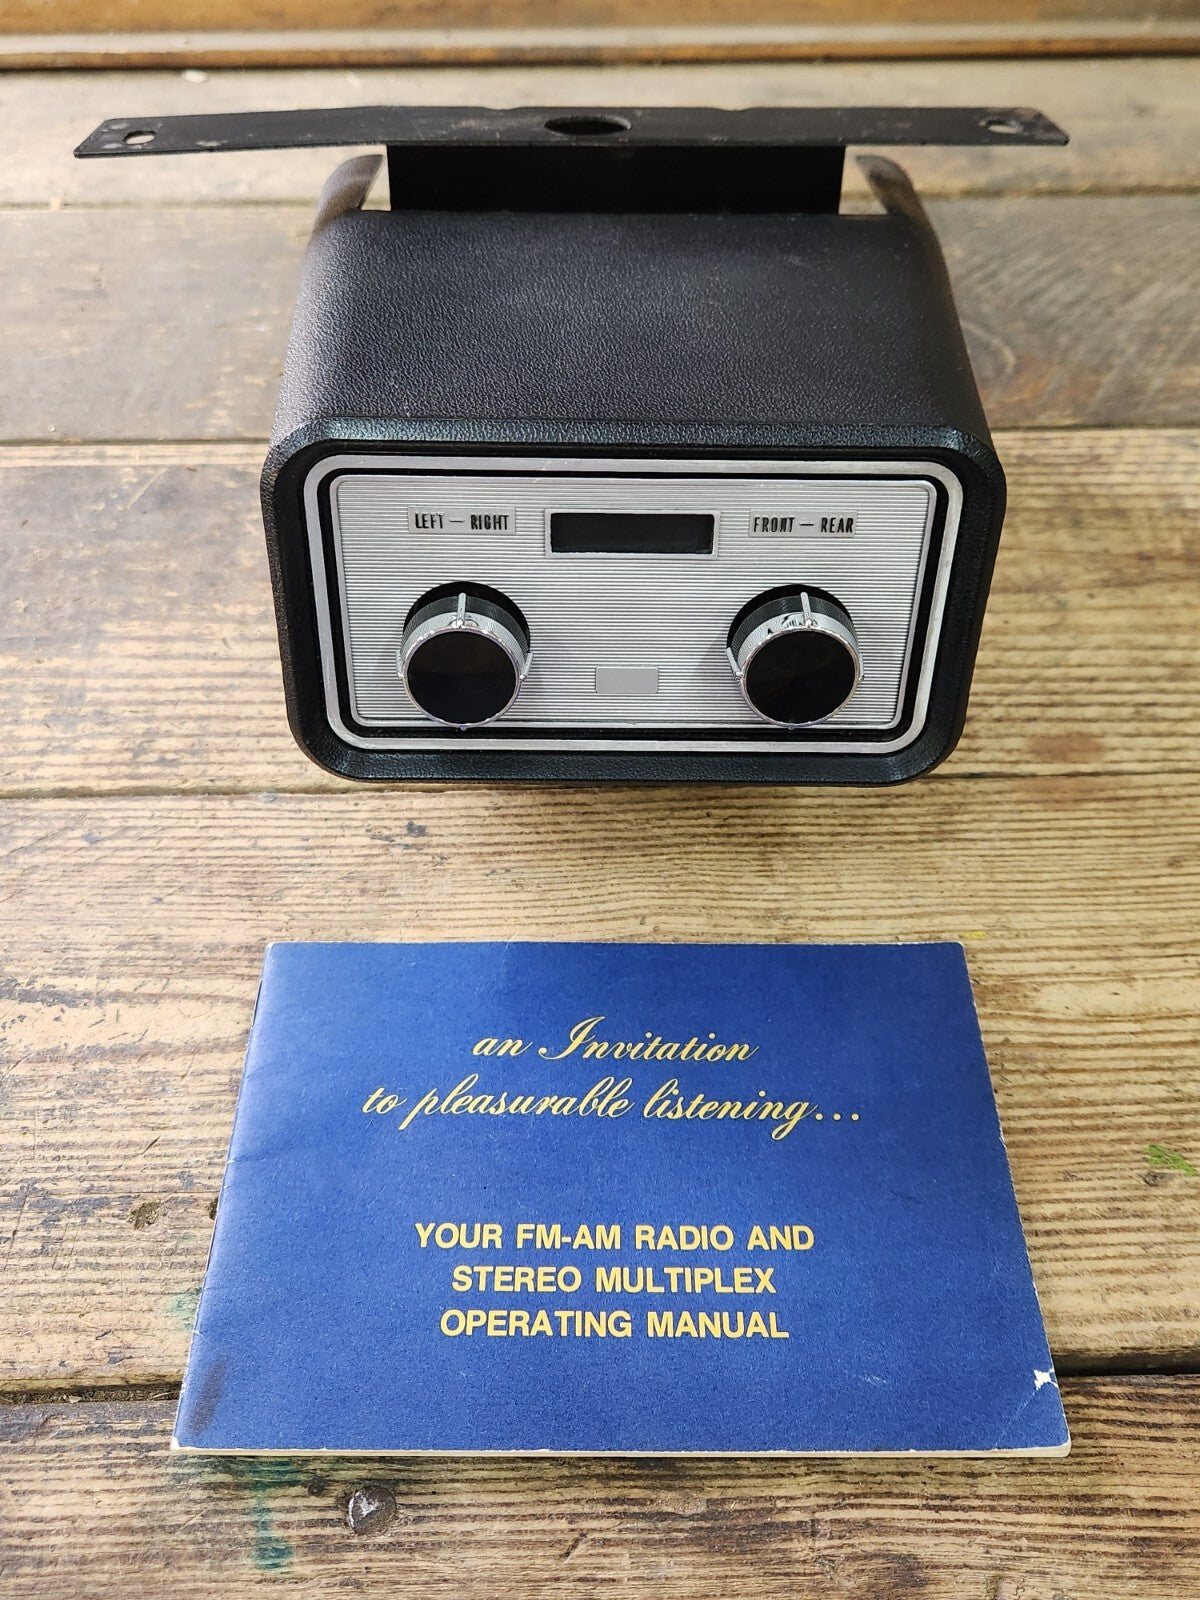 LEFT — RIGHT
FRONT — REAR
an Invitation
to pleasurable listening...
YOUR FM-AM RADIO AND
STEREO MULTIPLEX
OPERATING MANUAL